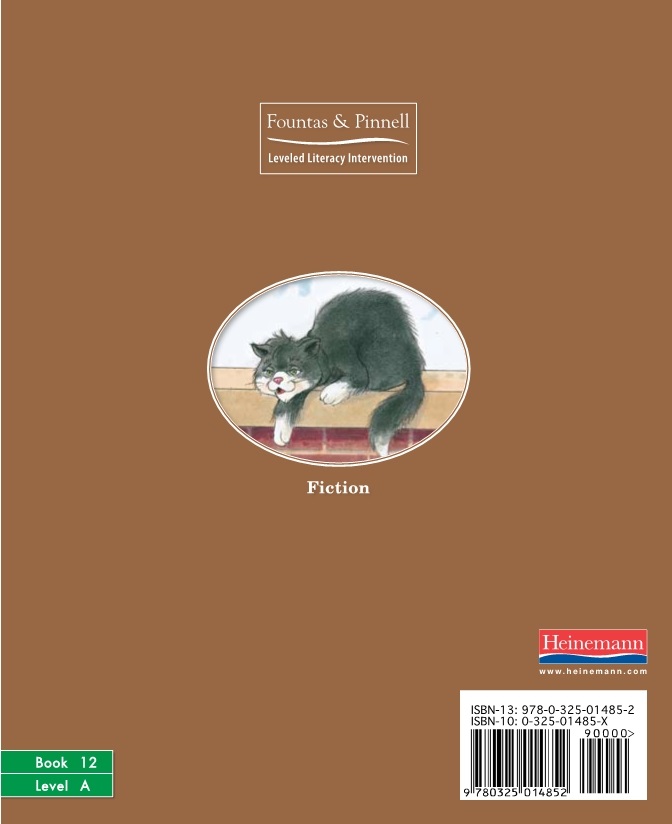 Fountas & Pinnell
Leveled Literacy Intervention
Fiction
Heinemann
www.heinemann.com
ISBN-13: 978-0-325-01485-2
ISBN-10: 0-325-01485-X
90000>
9 780325 014852
Book 12
Level A